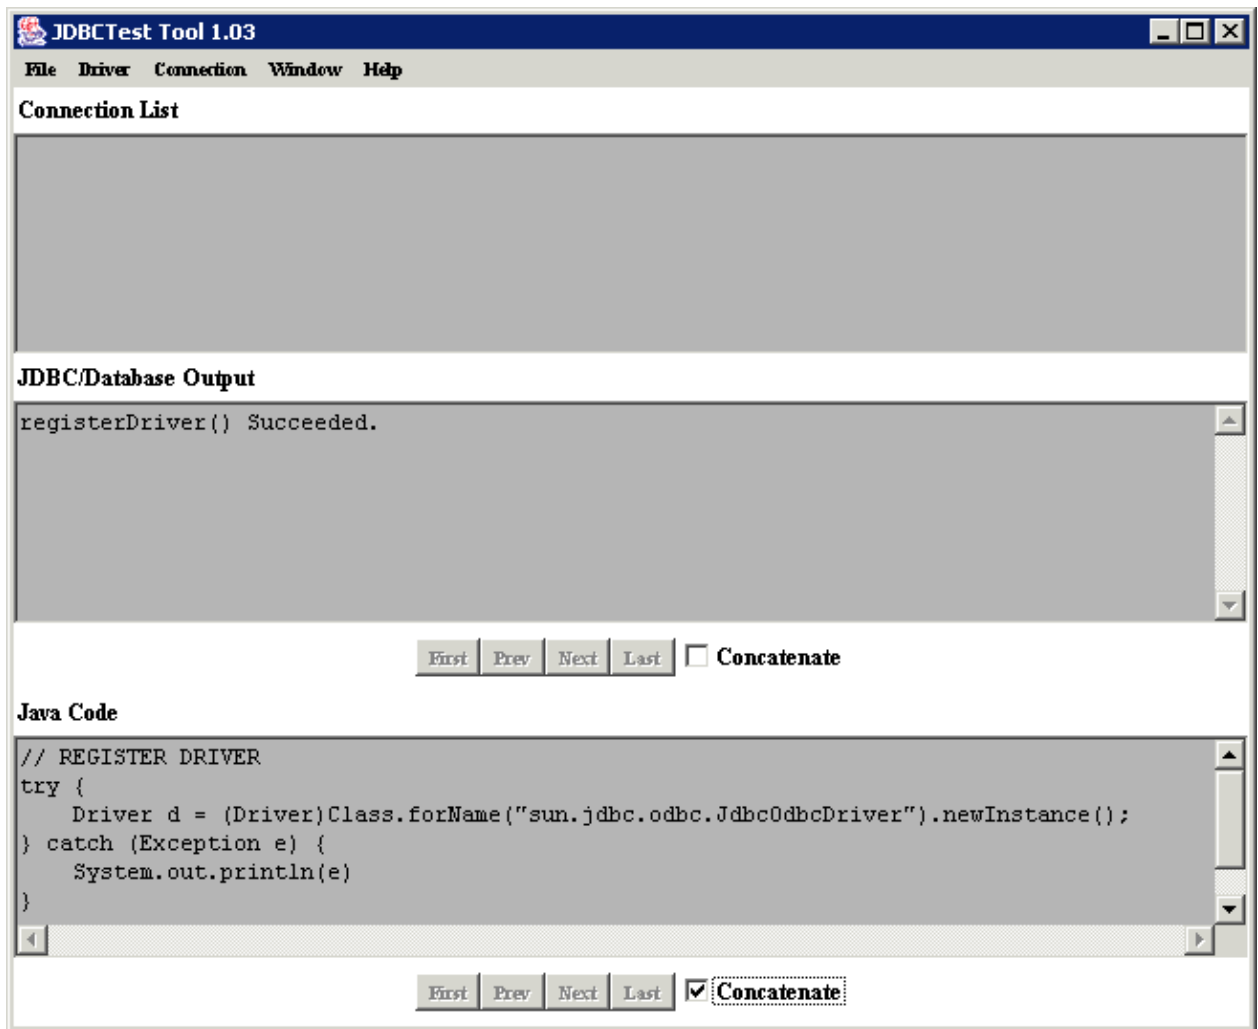 JDBCTest Tool 1.03
File Driver Connection Window Help
Connection List
JDBC/Database Output
registerDriver() Succeeded.
First Prev Next Last Concatenate
Java Code
// REGISTER DRIVER
try {
    Driver d = (Driver)Class.forName("sun.jdbc.odbc.JdbcOdbcDriver").newInstance();
} catch (Exception e) {
    System.out.println(e)
}
First Prev Next Last Concatenate